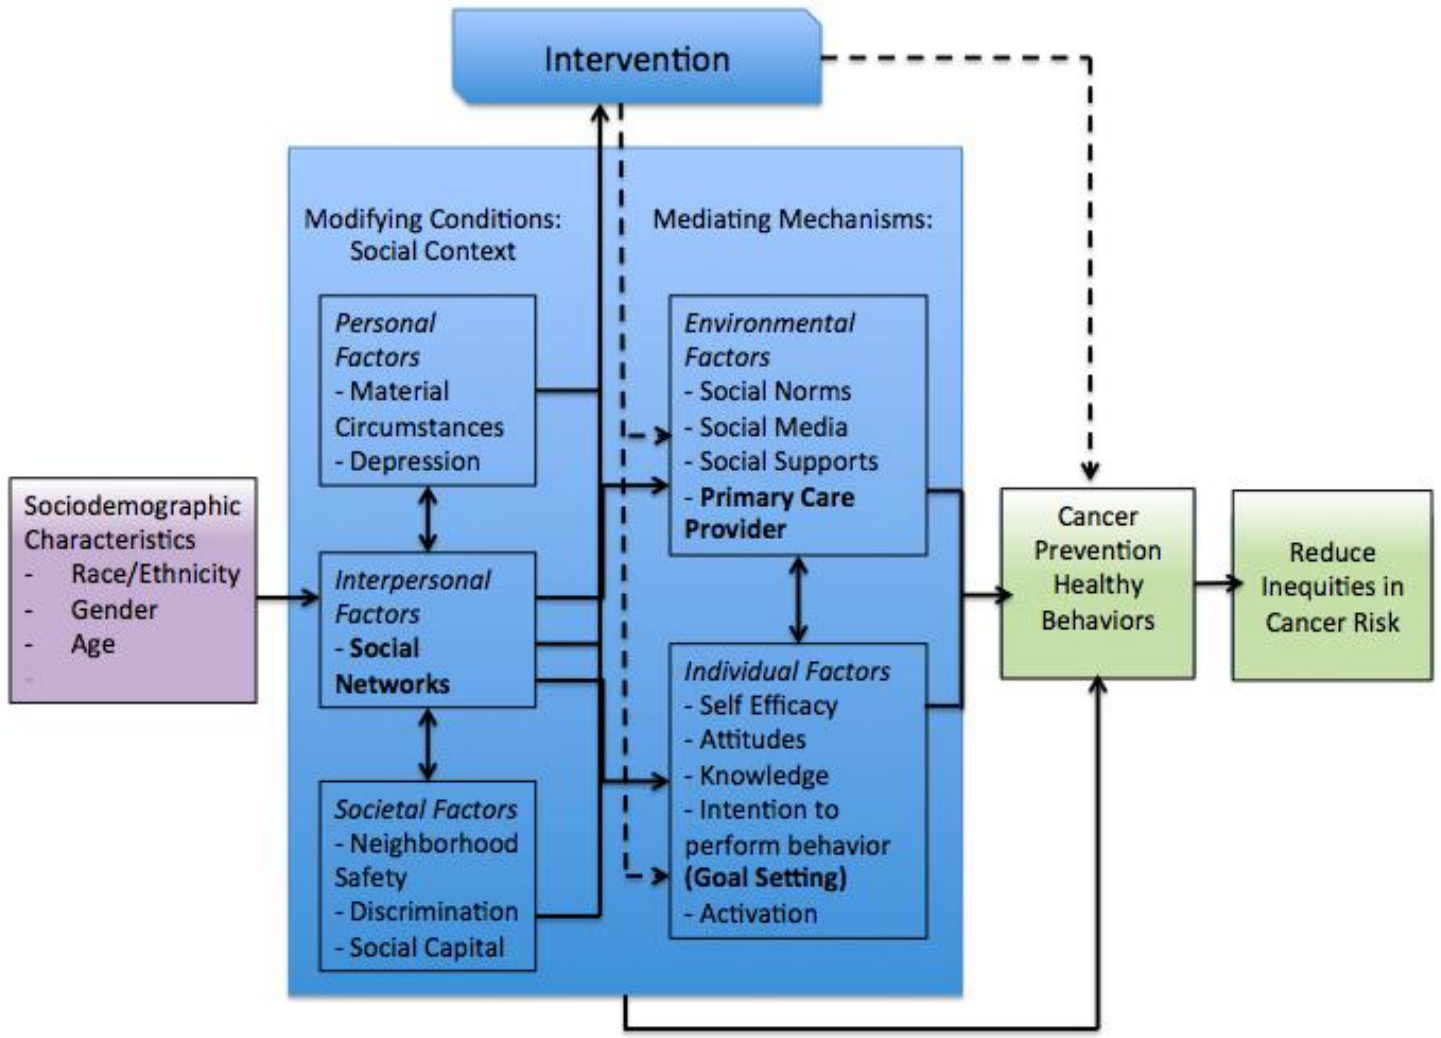 Intervention
Modifying Conditions:
Social Context
Mediating Mechanisms:
Personal
Factors
- Material
Circumstances
- Depression
Environmental
Factors
- Social Norms
- Social Media
- Social Supports
- Primary Care
Provider
Sociodemographic
Characteristics
- Race/Ethnicity
- Gender
- Age
-
Interpersonal
Factors
- Social
Networks
Individual Factors
- Self Efficacy
- Attitudes
- Knowledge
- Intention to
perform behavior
(Goal Setting)
- Activation
Societal Factors
- Neighborhood
Safety
- Discrimination
- Social Capital
Cancer
Prevention
Healthy
Behaviors
Reduce
Inequities in
Cancer Risk